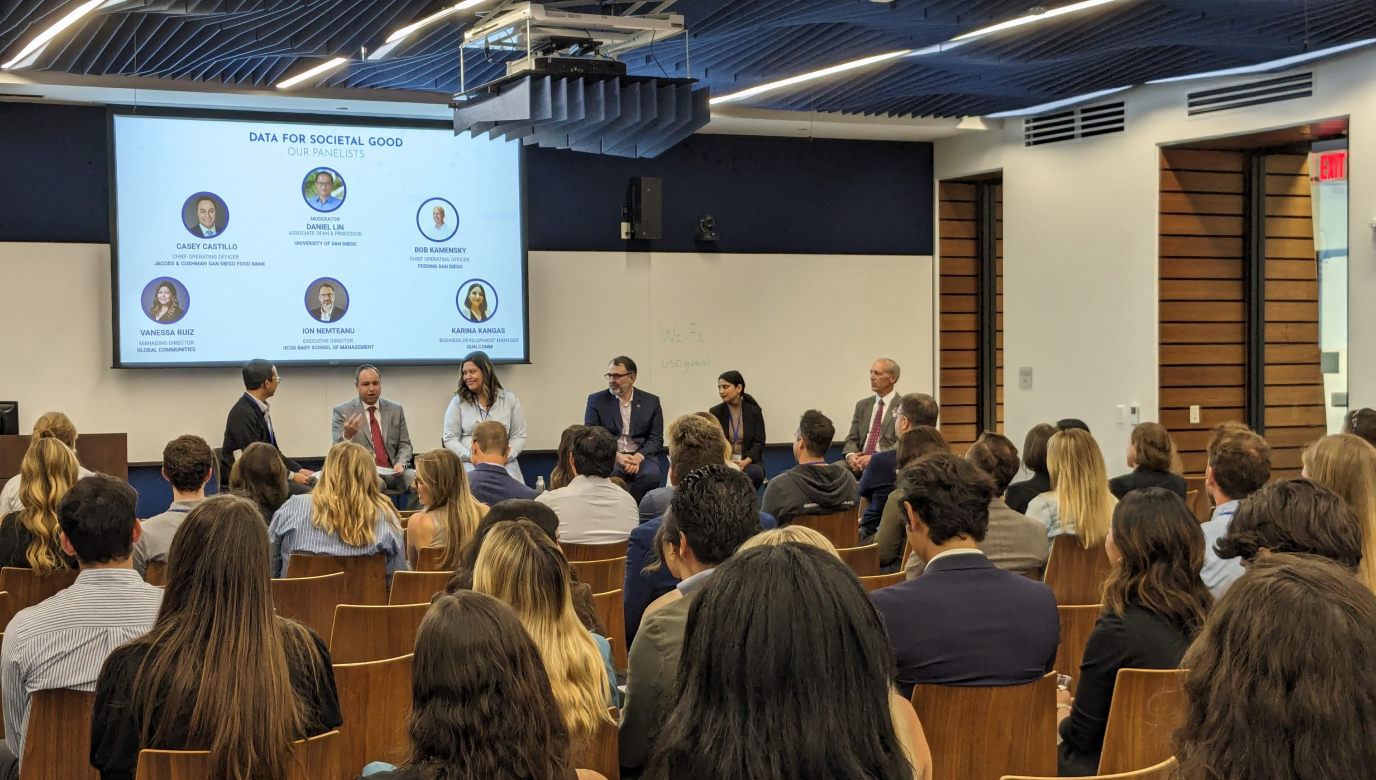 DATA FOR SOCIETAL GOOD
OUR PANELISTS
MODERATOR
DANIEL LIN
ASSOCIATE DEAN & PROFESSOR
UNIVERSITY OF SAN DIEGO
CASEY CASTILLO
CHIEF OPERATING OFFICER
JACOBS & CUSHMAN SAN DIEGO FOOD BANK
BOB KAMENSKY
CHIEF OPERATING OFFICER
FEEDING SAN DIEGO
VANESSA RUIZ
MANAGING DIRECTOR
GLOBAL COMMUNITIES
ION NEMTEANU
EXECUTIVE DIRECTOR
UCSD RADY SCHOOL OF MANAGEMENT
KARINA KANGAS
BUSINESS DEVELOPMENT MANAGER
QUALCOMM
EXIT